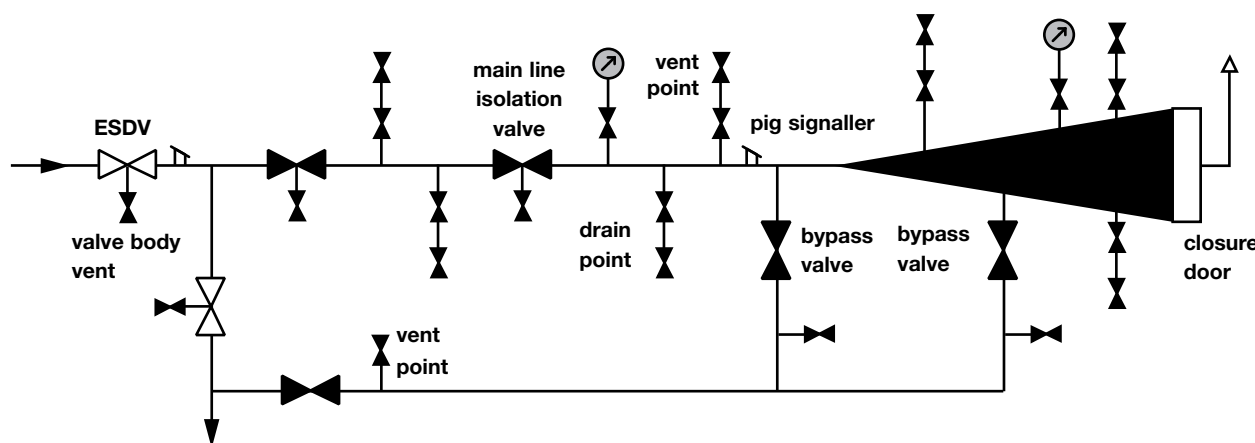 ESDV
valve body
vent
main line
isolation
valve
vent
point
pig signaller
drain
point
bypass
valve
bypass
valve
closure
door
vent
point